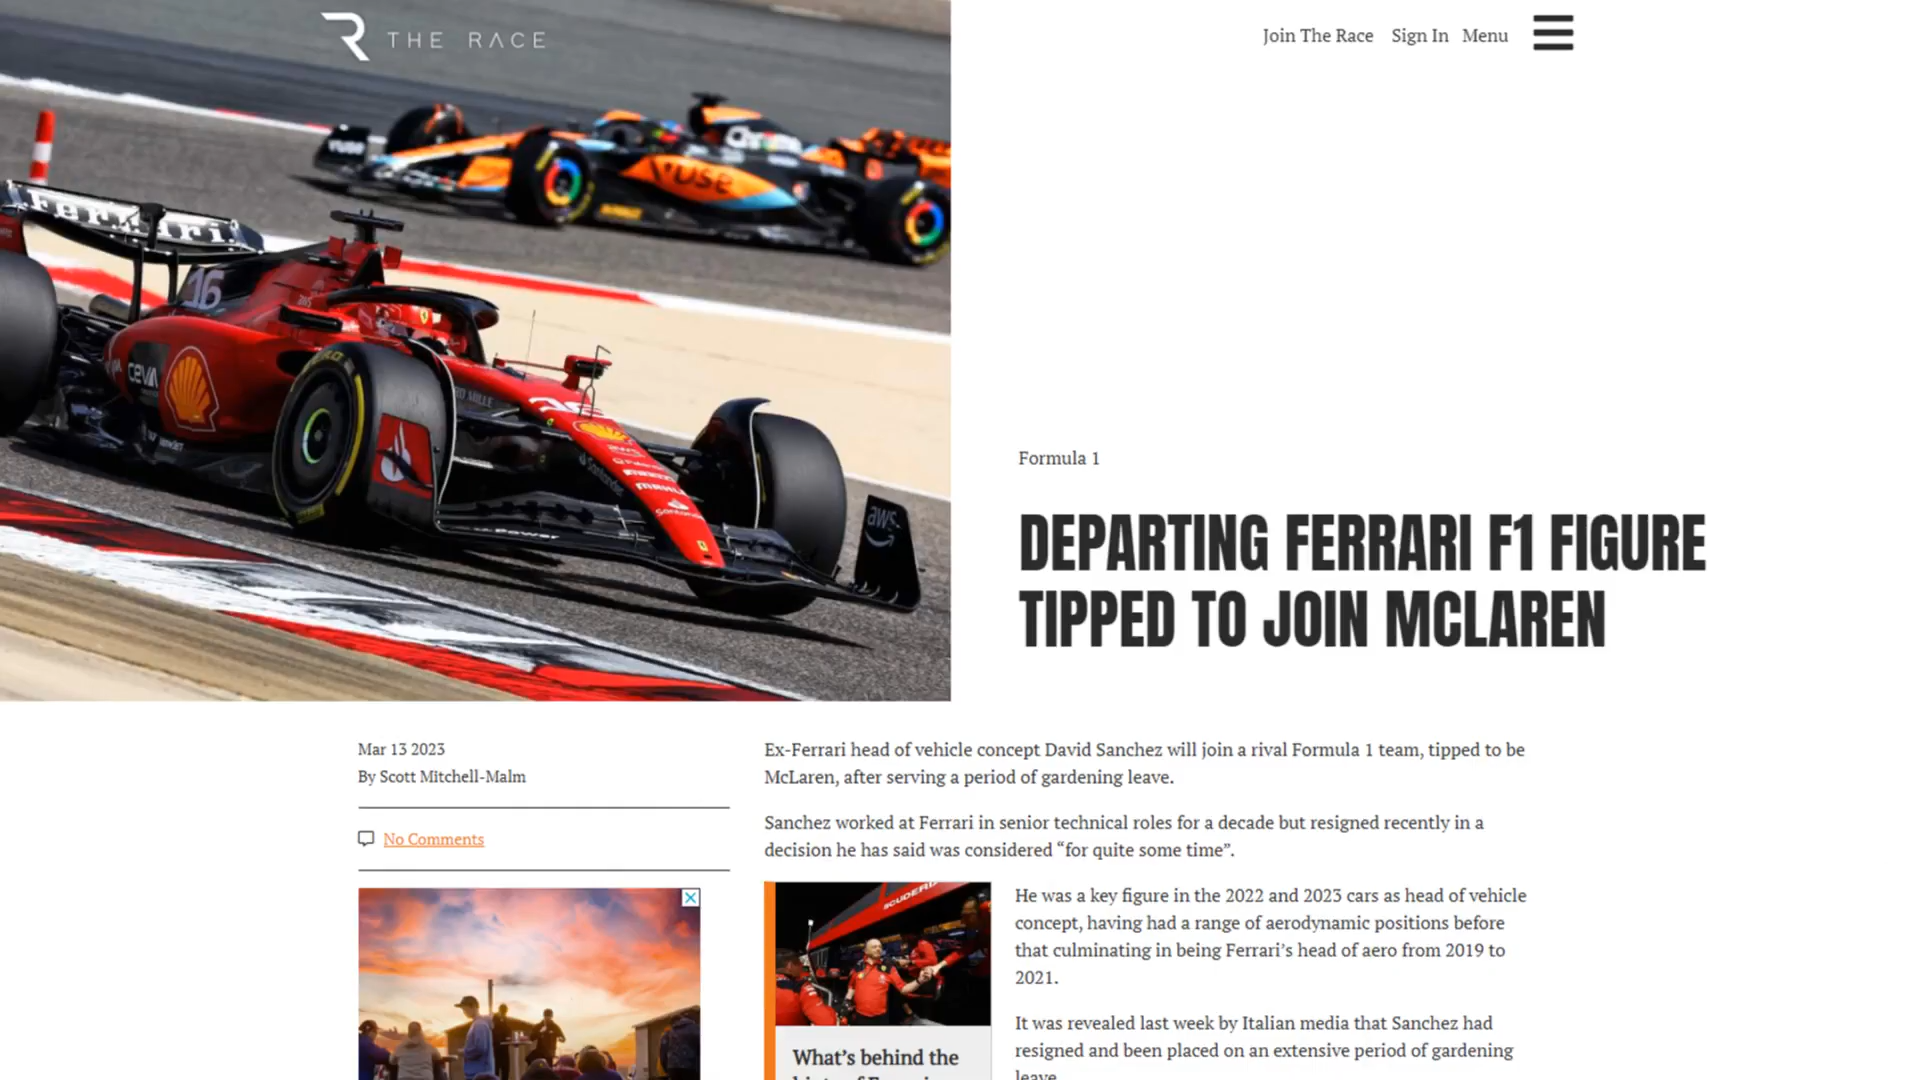 THE RACE
Join The Race Sign In Menu
VUSE
VUSE
Ferrari
16
CEVA
aws
Formula 1
DEPARTING FERRARI F1 FIGURE
TIPPED TO JOIN MCLAREN
Mar 13 2023
By Scott Mitchell-Malm
No Comments
Ex-Ferrari head of vehicle concept David Sanchez will join a rival Formula 1 team, tipped to be
McLaren, after serving a period of gardening leave.
Sanchez worked at Ferrari in senior technical roles for a decade but resigned recently in a
decision he has said was considered “for quite some time”.
He was a key figure in the 2022 and 2023 cars as head of vehicle
concept, having had a range of aerodynamic positions before
that culminating in being Ferrari’s head of aero from 2019 to
2021.
It was revealed last week by Italian media that Sanchez had
resigned and been placed on an extensive period of gardening
leave
What’s behind the